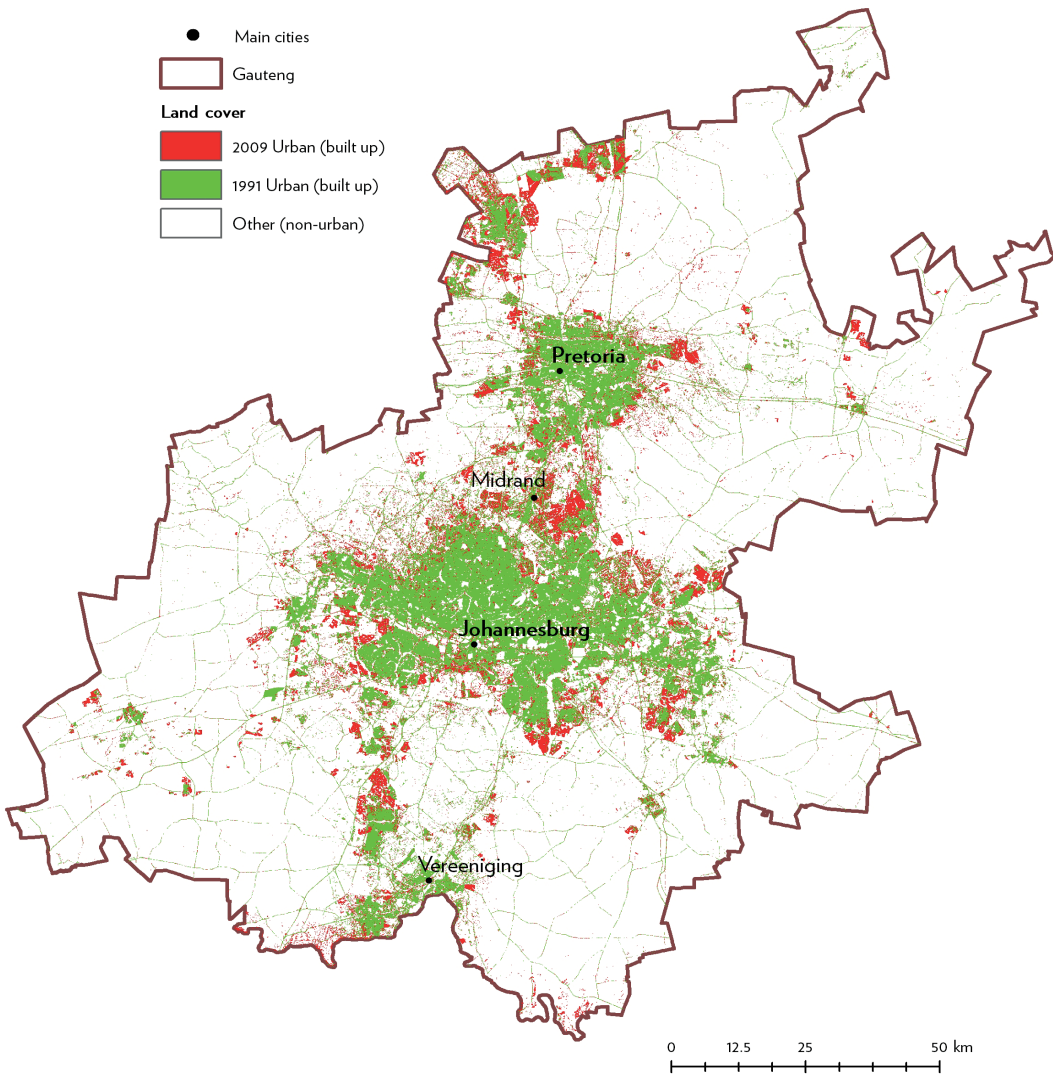 Main cities
Gauteng
Land cover
2009 Urban (built up)
1991 Urban (built up)
Other (non-urban)
Pretoria
Midrand
Johannesburg
Vereeniging
0 12.5 25 50 km